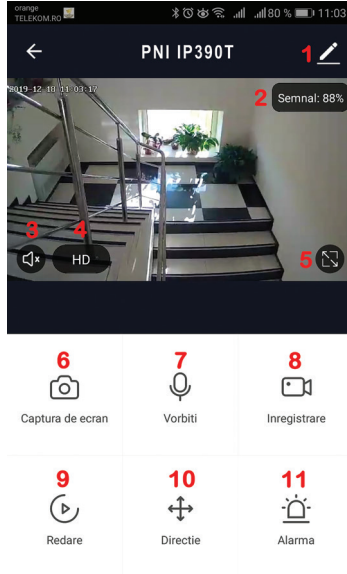 orange
TELEKOM.RO
80 % 11:03
PNI IP390T
1
2019-12-18 11:03:17
2
Semnal: 88%
3
4
HD
5
6
7
8
Captura de ecran
Vorbiti
Inregistrare
9
10
11
Redare
Directie
Alarma